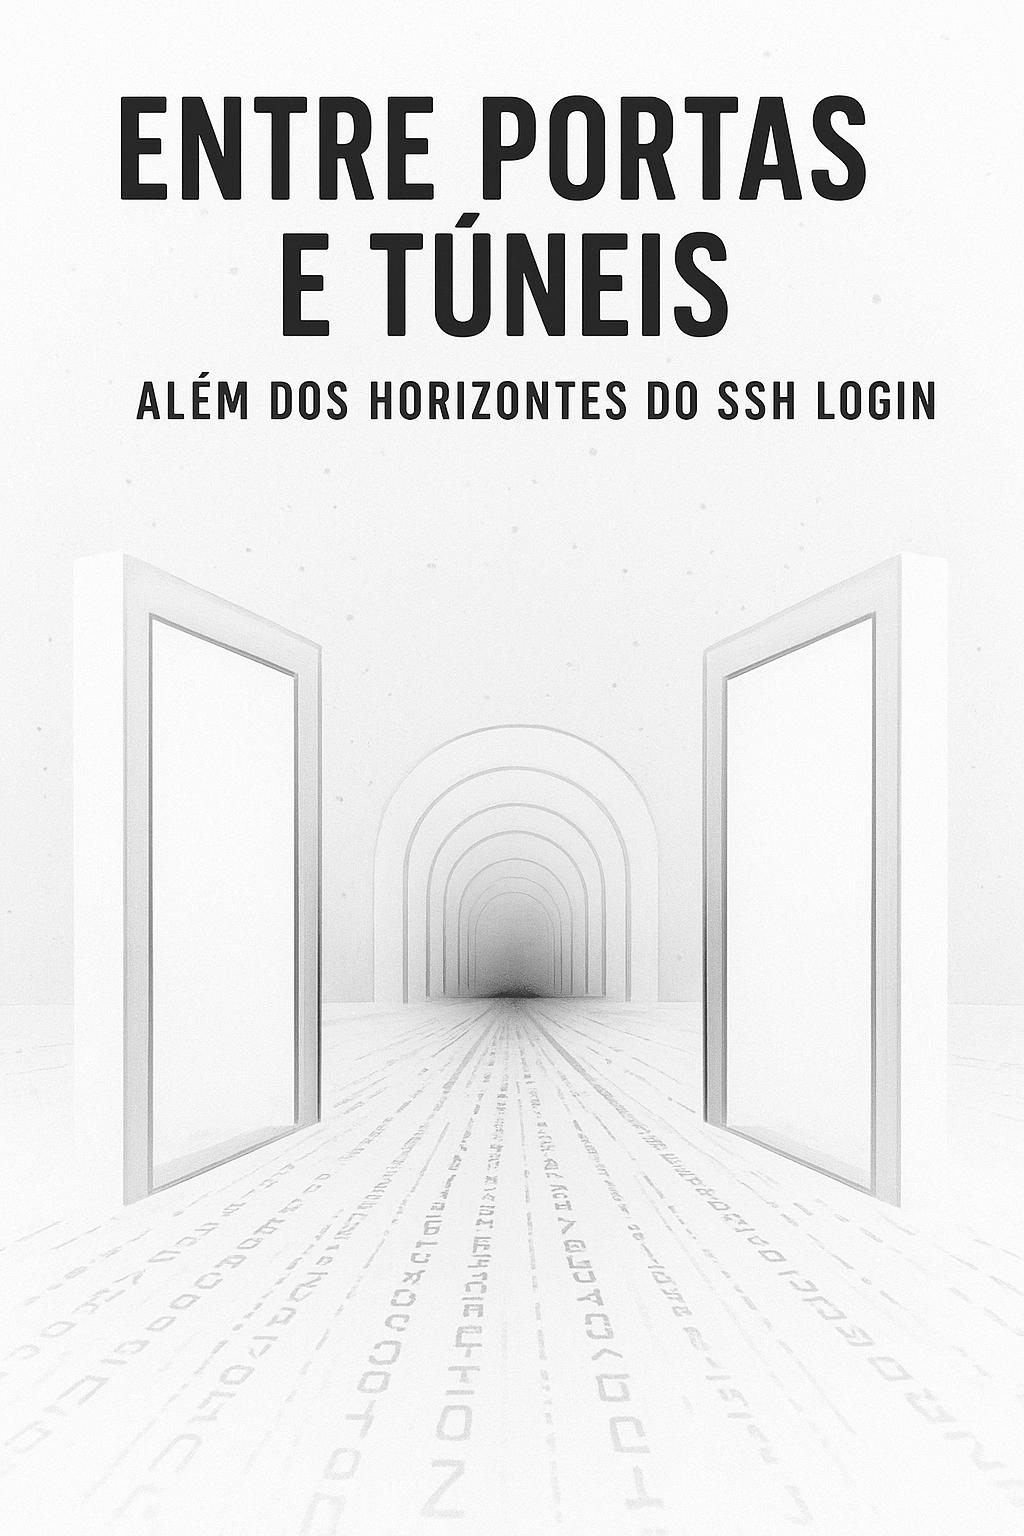 ENTRE PORTAS
E TÚNEIS
ALÉM DOS HORIZONTES DO SSH LOGIN